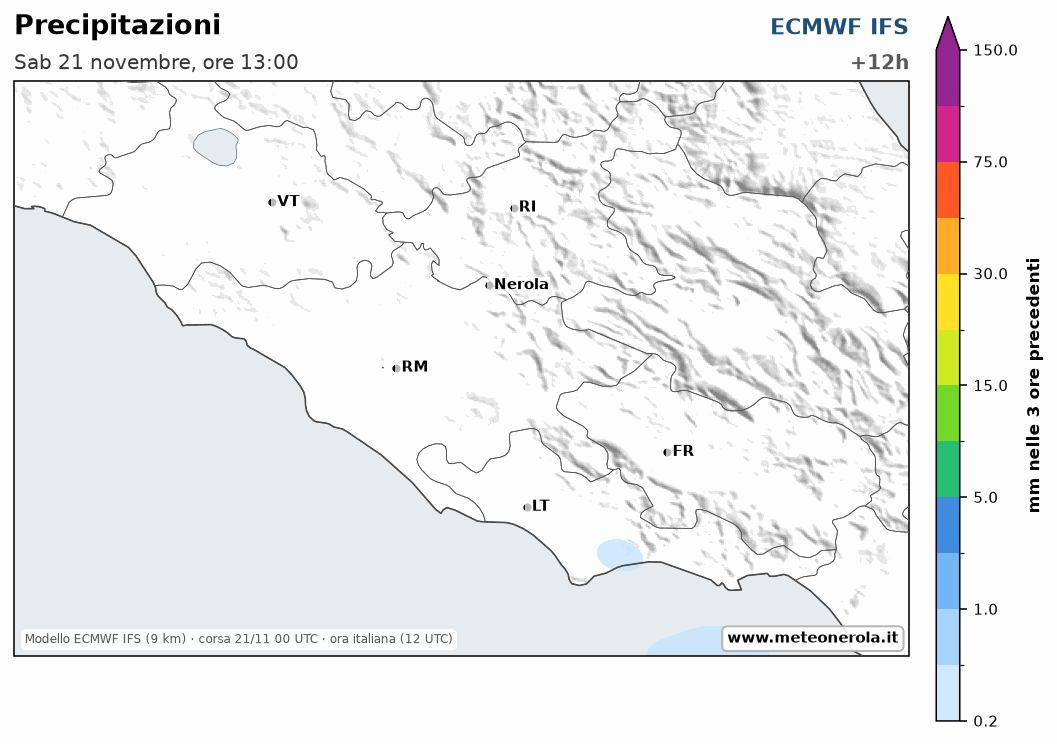 Precipitazioni
ECMWF IFS
Sab 21 novembre, ore 13:00
+12h
150.0
75.0
30.0
15.0
5.0
1.0
0.2
mm nelle 3 ore precedenti
VT
RI
Nerola
RM
FR
LT
Modello ECMWF IFS (9 km) · corsa 21/11 00 UTC · ora italiana (12 UTC)
www.meteonerola.it